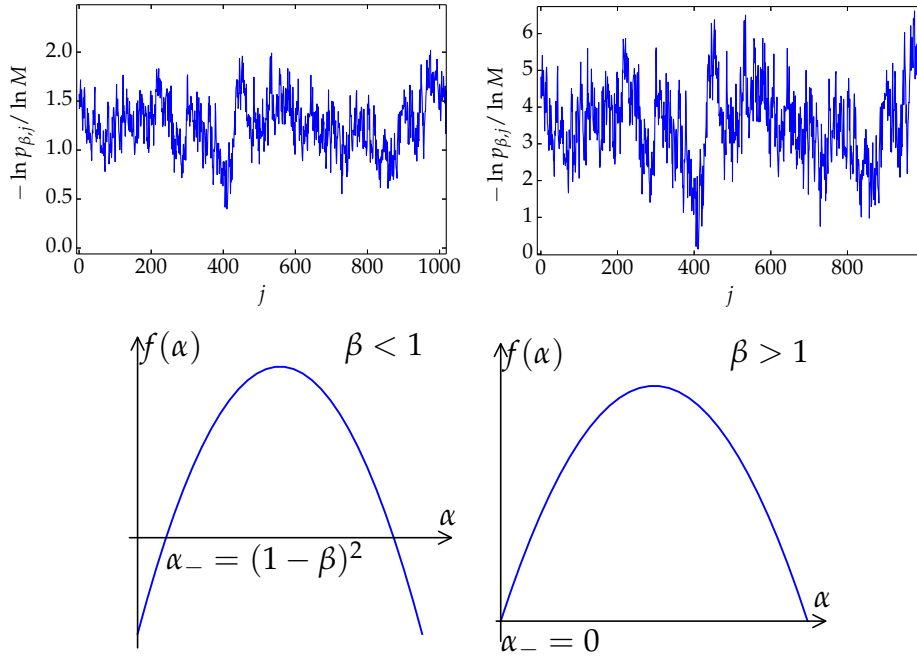 2.0
1.5
1.0
0.5
0.0
− ln p_{β,j} / ln M
0 200 400 600 800 1000
j
6
5
4
3
2
1
0
− ln p_{β,j} / ln M
0 200 400 600 800
j
f(α) β < 1
α
α₋ = (1 − β)²
f(α) β > 1
α
α₋ = 0